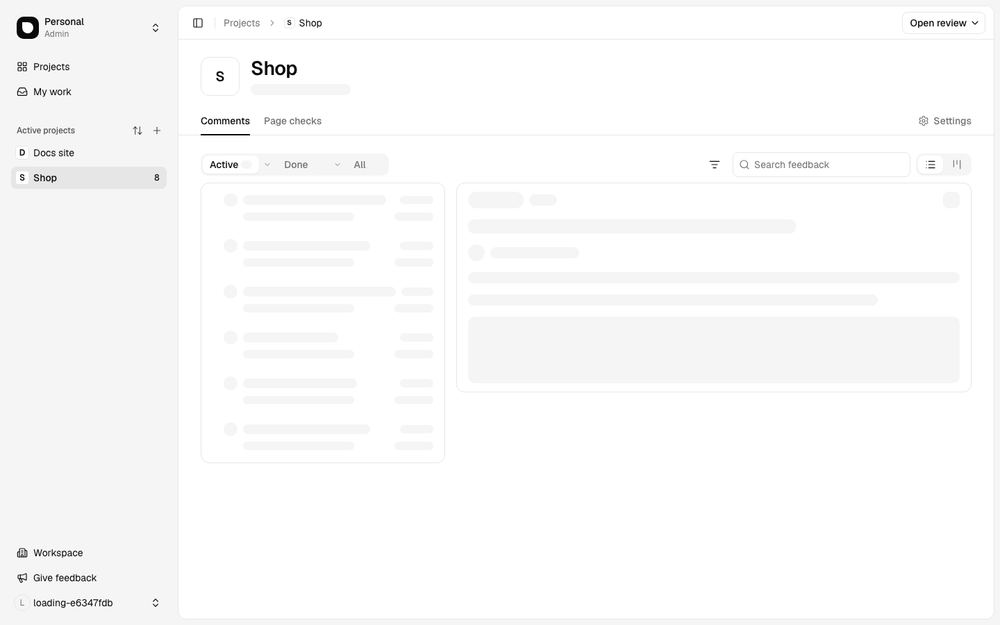 Personal
Admin
Projects
My work
Active projects
D Docs site
S Shop 8
Workspace
Give feedback
L loading-e6347fdb
Projects > S Shop
Open review
S
Shop
Comments Page checks
Settings
Active Done All
Search feedback